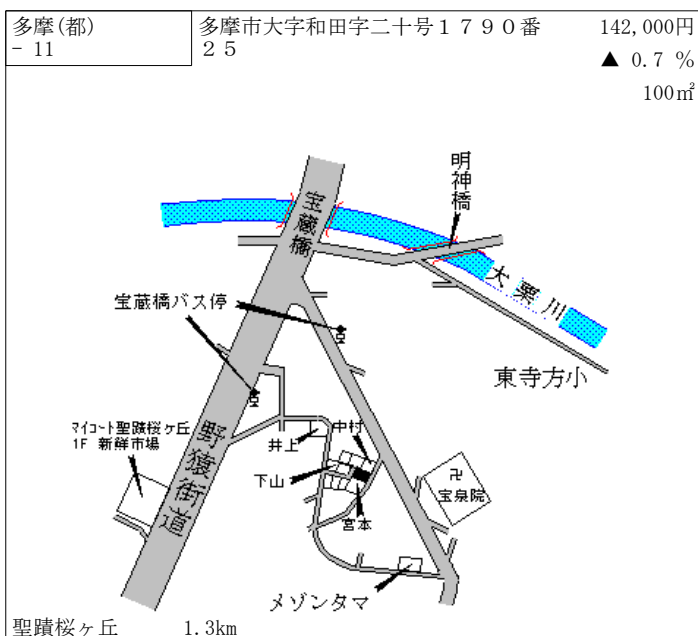 多摩(都)
- 11
多摩市大字和田字二十号１７９０番
２５
142,000円
▲ 0.7 %
100㎡
明神橋
宝蔵橋
大栗川
宝蔵橋バス停
東寺方小
マイコート聖蹟桜ヶ丘
1F 新鮮市場
野猿街道
井上
中村
下山
宮本
卍
宝泉院
メゾンタマ
聖蹟桜ヶ丘 1.3km